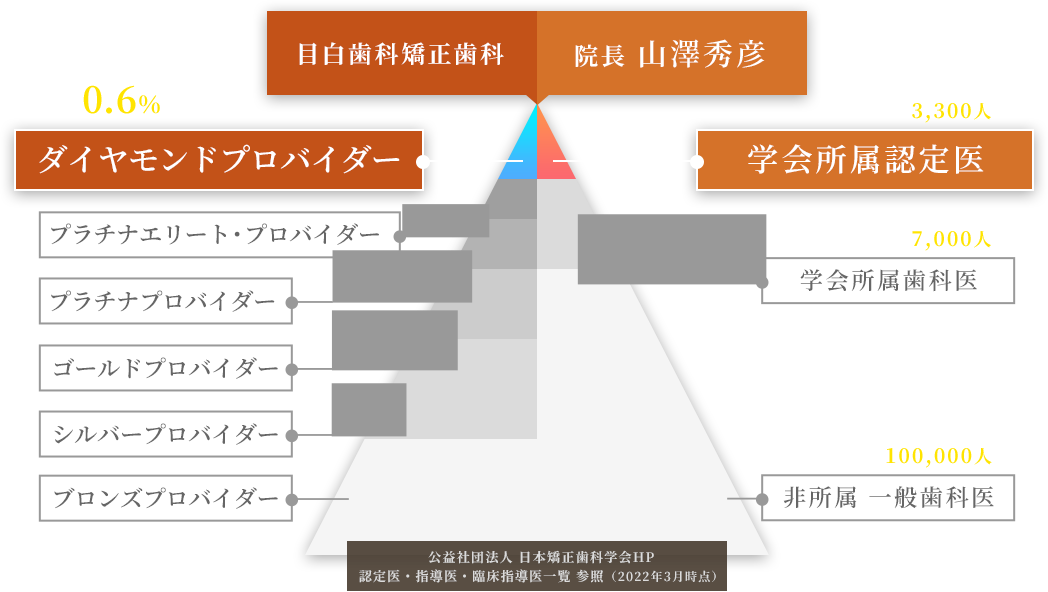 目白歯科矯正歯科
院長 山澤秀彦
0.6%
ダイヤモンドプロバイダー
プラチナエリート・プロバイダー
プラチナプロバイダー
ゴールドプロバイダー
シルバープロバイダー
ブロンズプロバイダー
3,300人
学会所属認定医
7,000人
学会所属歯科医
100,000人
非所属 一般歯科医
公益社団法人 日本矯正歯科学会HP
認定医・指導医・臨床指導医一覧 参照（2022年3月時点）